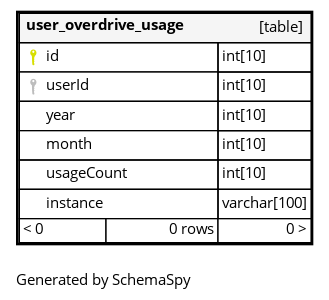 user_overdrive_usage [table]
id int[10]
userId int[10]
year int[10]
month int[10]
usageCount int[10]
instance varchar[100]
< 0 0 rows 0 >
Generated by SchemaSpy